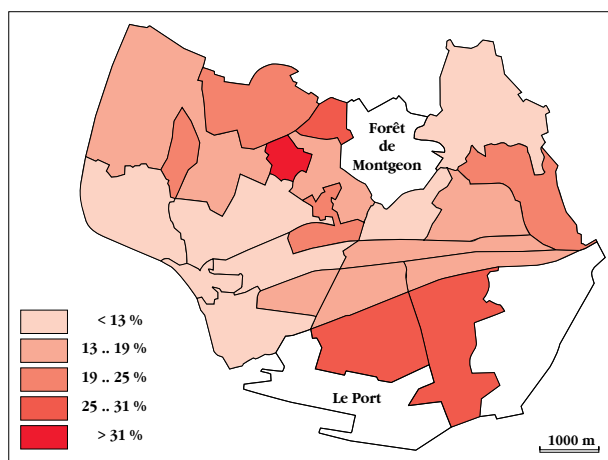 Forêt
de
Montgeon
< 13 %
13 .. 19 %
19 .. 25 %
25 .. 31 %
> 31 %
Le Port
1000 m